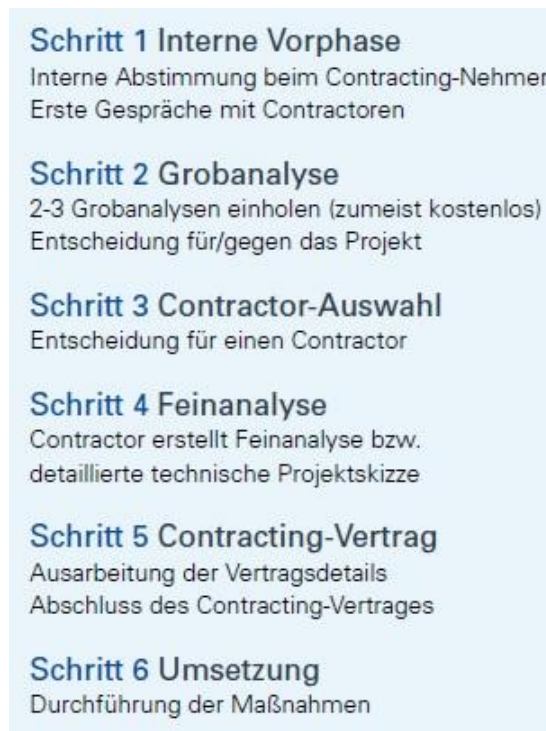 Schritt 1 Interne Vorphase
Interne Abstimmung beim Contracting-Nehmer
Erste Gespräche mit Contractoren
Schritt 2 Grobanalyse
2-3 Grobanalysen einholen (zumeist kostenlos)
Entscheidung für/gegen das Projekt
Schritt 3 Contractor-Auswahl
Entscheidung für einen Contractor
Schritt 4 Feinanalyse
Contractor erstellt Feinanalyse bzw.
detaillierte technische Projektskizze
Schritt 5 Contracting-Vertrag
Ausarbeitung der Vertragsdetails
Abschluss des Contracting-Vertrages
Schritt 6 Umsetzung
Durchführung der Maßnahmen